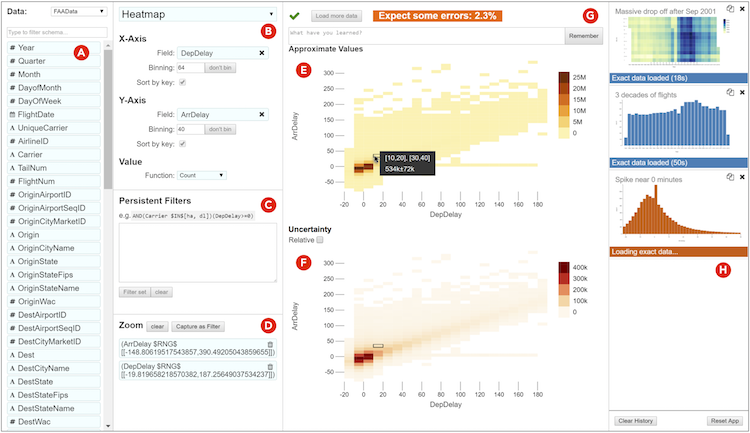 Data:
FAAData
Type to filter schema...
A
# Year
# Quarter
# Month
# DayofMonth
# DayOfWeek
FlightDate
A UniqueCarrier
# AirlineID
A Carrier
A TailNum
# FlightNum
# OriginAirportID
# OriginAirportSeqID
# OriginCityMarketID
A Origin
A OriginCityName
A OriginState
A OriginStateFips
A OriginStateName
# OriginWac
# DestAirportID
# DestAirportSeqID
# DestCityMarketID
A Dest
A DestCityName
A DestState
A DestStateFips
A DestStateName
# DestWac
Heatmap
B
X-Axis
Field: DepDelay
Binning: 64 don't bin
Sort by key:
Y-Axis
Field: ArrDelay
Binning: 40 don't bin
Sort by key:
Value
Function: Count
Persistent Filters
C
e.g. AND(Carrier $IN$[ha, dl])(DepDelay>=0)
Filter set clear
Zoom clear Capture as Filter
D
(ArrDelay $RNG$
[[-148.80619517543857,390.49205043859655]])
(DepDelay $RNG$
[[-19.819658218570382,187.25649037534237]])
Load more data
Expect some errors: 2.3%
G
what have you learned?
Remember
Approximate Values
E
ArrDelay
300
250
200
150
100
50
0
-50
-100
-20 0 20 40 60 80 100 120 140 160 180
DepDelay
[10,20], [30,40]
534k±72k
25M
20M
15M
10M
5M
0
Uncertainty
Relative
F
ArrDelay
300
250
200
150
100
50
0
-50
-100
-20 0 20 40 60 80 100 120 140 160 180
DepDelay
400k
300k
200k
100k
0
Massive drop off after Sep 2001
Exact data loaded (18s)
3 decades of flights
Exact data loaded (50s)
Spike near 0 minutes
Loading exact data...
H
Clear History
Reset App